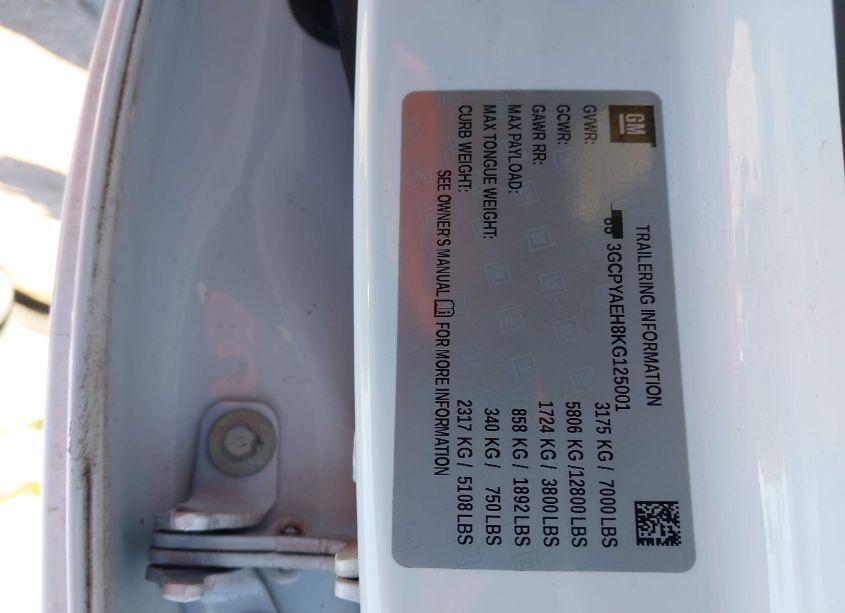 GM
TRAILERING INFORMATION
3GCPYAEH8KG125001
GVWR: 3175 KG / 7000 LBS
GCWR: 5806 KG /12800 LBS
GAWR RR: 1724 KG / 3800 LBS
MAX PAYLOAD: 858 KG / 1892 LBS
MAX TONGUE WEIGHT: 340 KG / 750 LBS
CURB WEIGHT: 2317 KG / 5108 LBS
SEE OWNER'S MANUAL FOR MORE INFORMATION